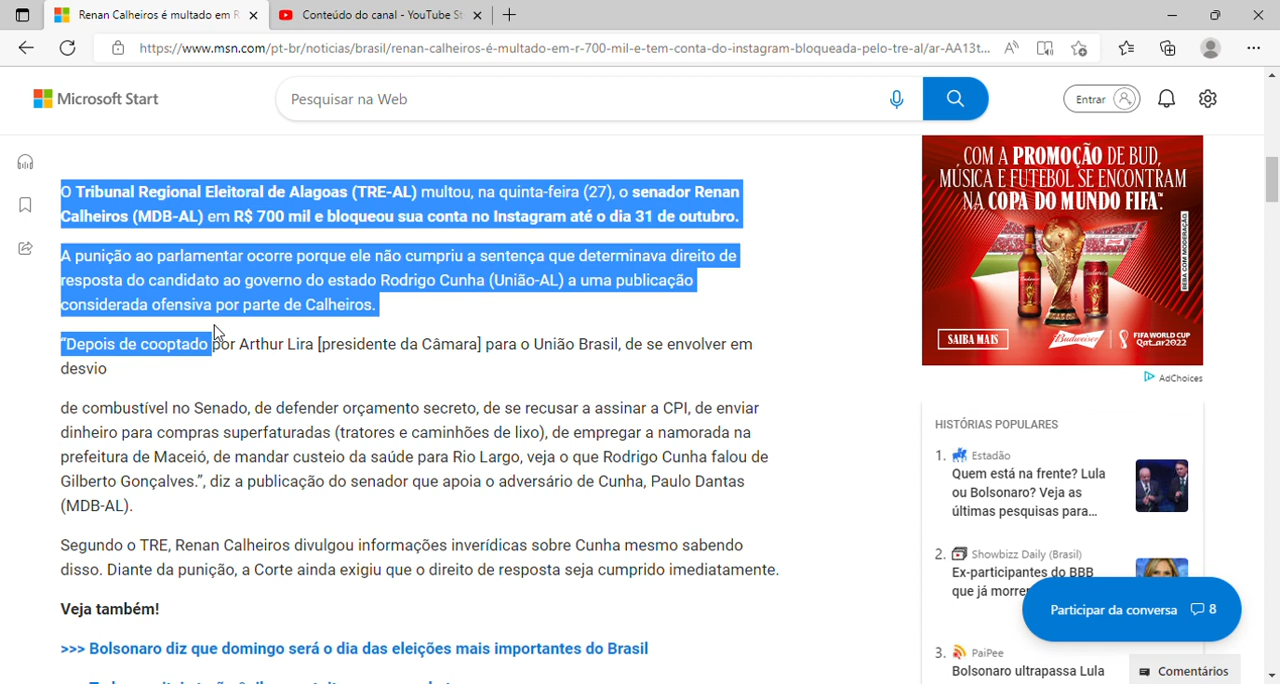 Renan Calheiros é multado em R
Conteúdo do canal - YouTube St
https://www.msn.com/pt-br/noticias/brasil/renan-calheiros-é-multado-em-r-700-mil-e-tem-conta-do-instagram-bloqueada-pelo-tre-al/ar-AA13t...
Microsoft Start
Pesquisar na Web
Entrar
O Tribunal Regional Eleitoral de Alagoas (TRE-AL) multou, na quinta-feira (27), o senador Renan
Calheiros (MDB-AL) em R$ 700 mil e bloqueou sua conta no Instagram até o dia 31 de outubro.
A punição ao parlamentar ocorre porque ele não cumpriu a sentença que determinava direito de
resposta do candidato ao governo do estado Rodrigo Cunha (União-AL) a uma publicação
considerada ofensiva por parte de Calheiros.
“Depois de cooptado por Arthur Lira [presidente da Câmara] para o União Brasil, de se envolver em
desvio
de combustível no Senado, de defender orçamento secreto, de se recusar a assinar a CPI, de enviar
dinheiro para compras superfaturadas (tratores e caminhões de lixo), de empregar a namorada na
prefeitura de Maceió, de mandar custeio da saúde para Rio Largo, veja o que Rodrigo Cunha falou de
Gilberto Gonçalves.”, diz a publicação do senador que apoia o adversário de Cunha, Paulo Dantas
(MDB-AL).
Segundo o TRE, Renan Calheiros divulgou informações inverídicas sobre Cunha mesmo sabendo
disso. Diante da punição, a Corte ainda exigiu que o direito de resposta seja cumprido imediatamente.
Veja também!
>>> Bolsonaro diz que domingo será o dia das eleições mais importantes do Brasil
COM A PROMOÇÃO DE BUD,
MÚSICA E FUTEBOL SE ENCONTRAM
NA COPA DO MUNDO FIFA™.
BEBA COM MODERAÇÃO.
SAIBA MAIS
Budweiser
FIFA WORLD CUP
Qatar2022
AdChoices
HISTÓRIAS POPULARES
1. Estadão
Quem está na frente? Lula
ou Bolsonaro? Veja as
últimas pesquisas para...
2. Showbizz Daily (Brasil)
Ex-participantes do BBB
que já morre
Participar da conversa 8
3. PaiPee
Bolsonaro ultrapassa Lula
Comentários